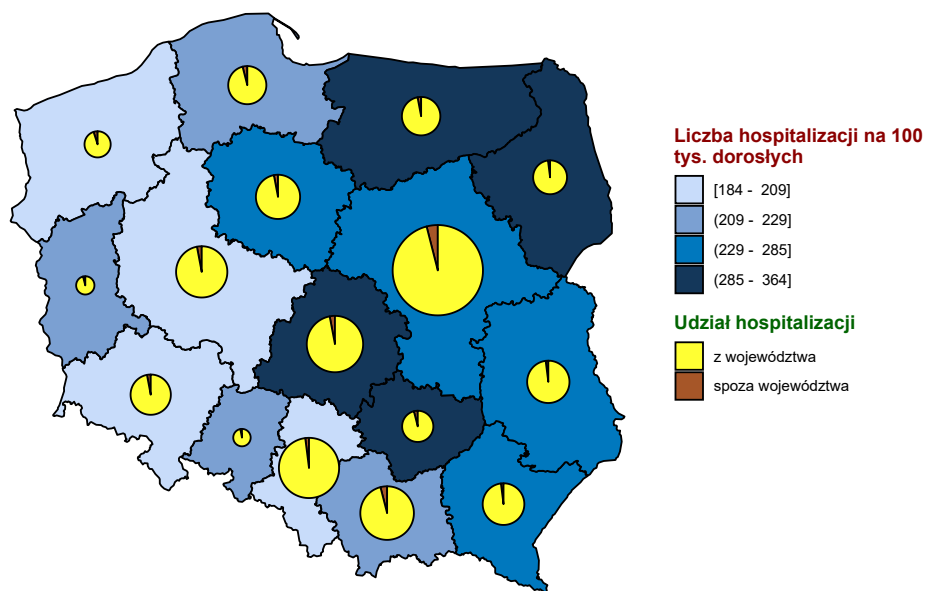 Liczba hospitalizacji na 100
tys. dorosłych
[184 - 209]
(209 - 229]
(229 - 285]
(285 - 364]
Udział hospitalizacji
z województwa
spoza województwa